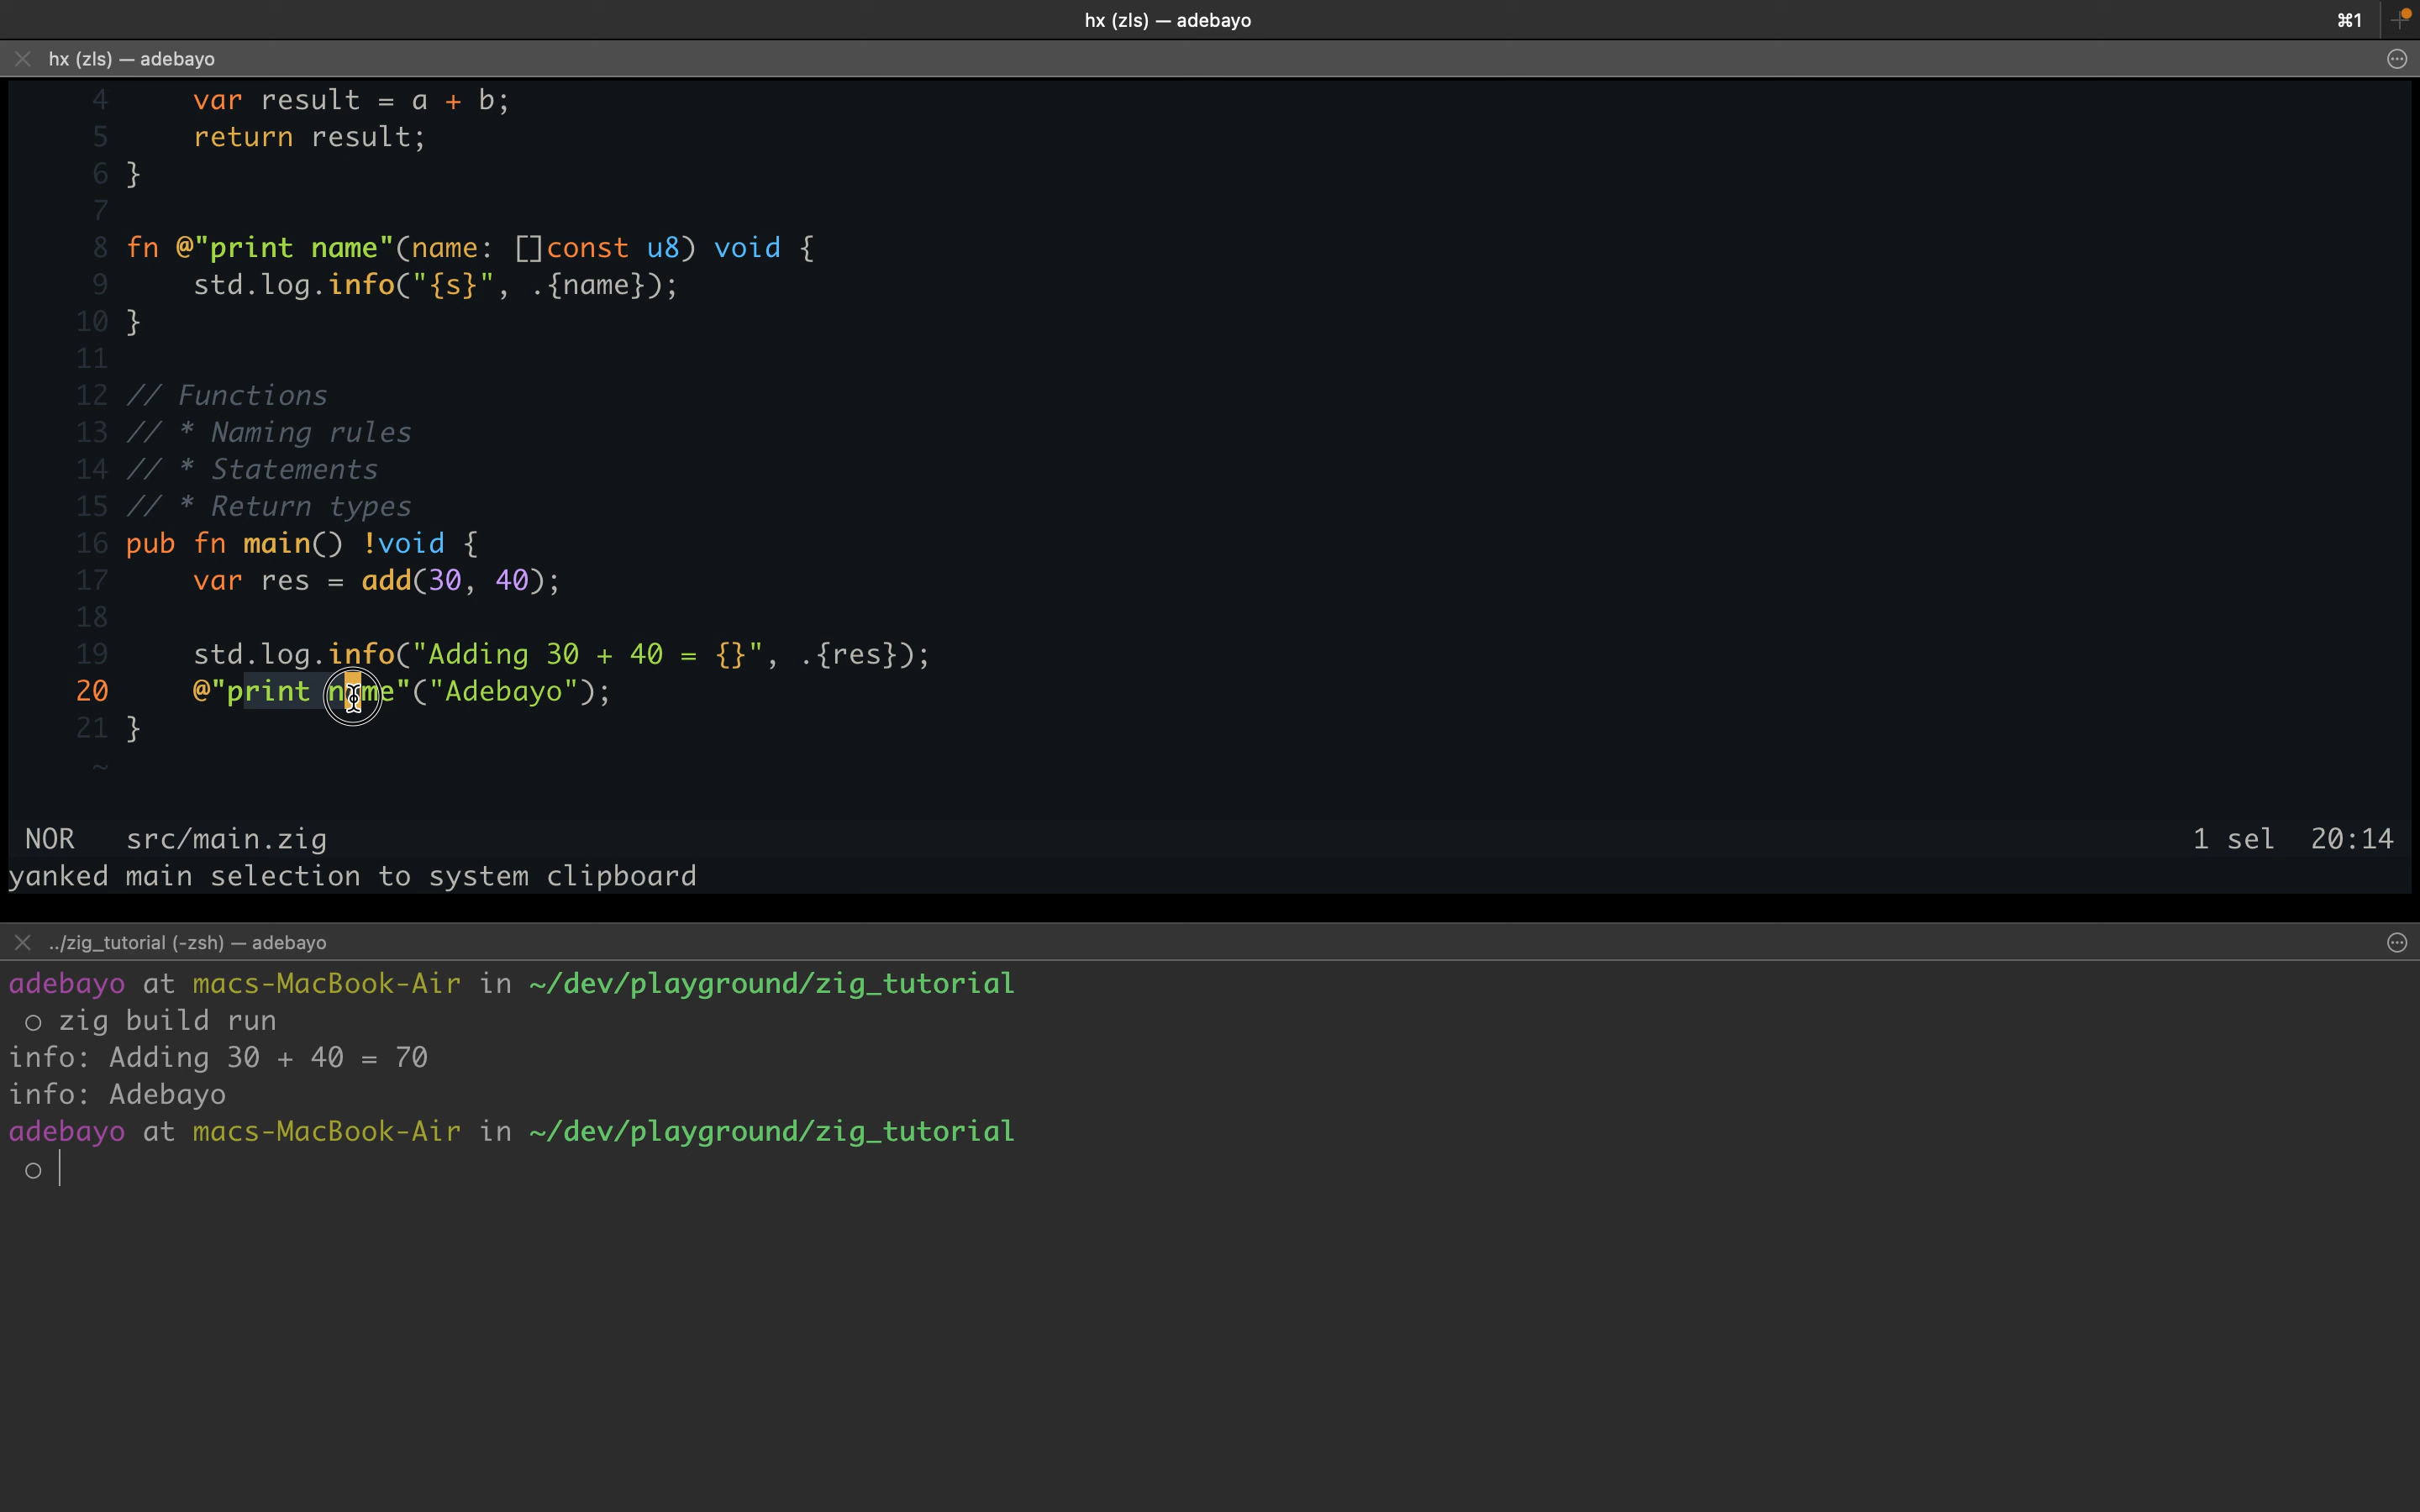 hx (zls) — adebayo
⌘1
hx (zls) — adebayo
4 var result = a + b;
5 return result;
6 }
7
8 fn @"print name"(name: []const u8) void {
9 std.log.info("{s}", .{name});
10 }
11
12 // Functions
13 // * Naming rules
14 // * Statements
15 // * Return types
16 pub fn main() !void {
17 var res = add(30, 40);
18
19 std.log.info("Adding 30 + 40 = {}", .{res});
20 @"print name"("Adebayo");
21 }
~
NOR src/main.zig 1 sel 20:14
yanked main selection to system clipboard
../zig_tutorial (-zsh) — adebayo
adebayo at macs-MacBook-Air in ~/dev/playground/zig_tutorial
○ zig build run
info: Adding 30 + 40 = 70
info: Adebayo
adebayo at macs-MacBook-Air in ~/dev/playground/zig_tutorial
○